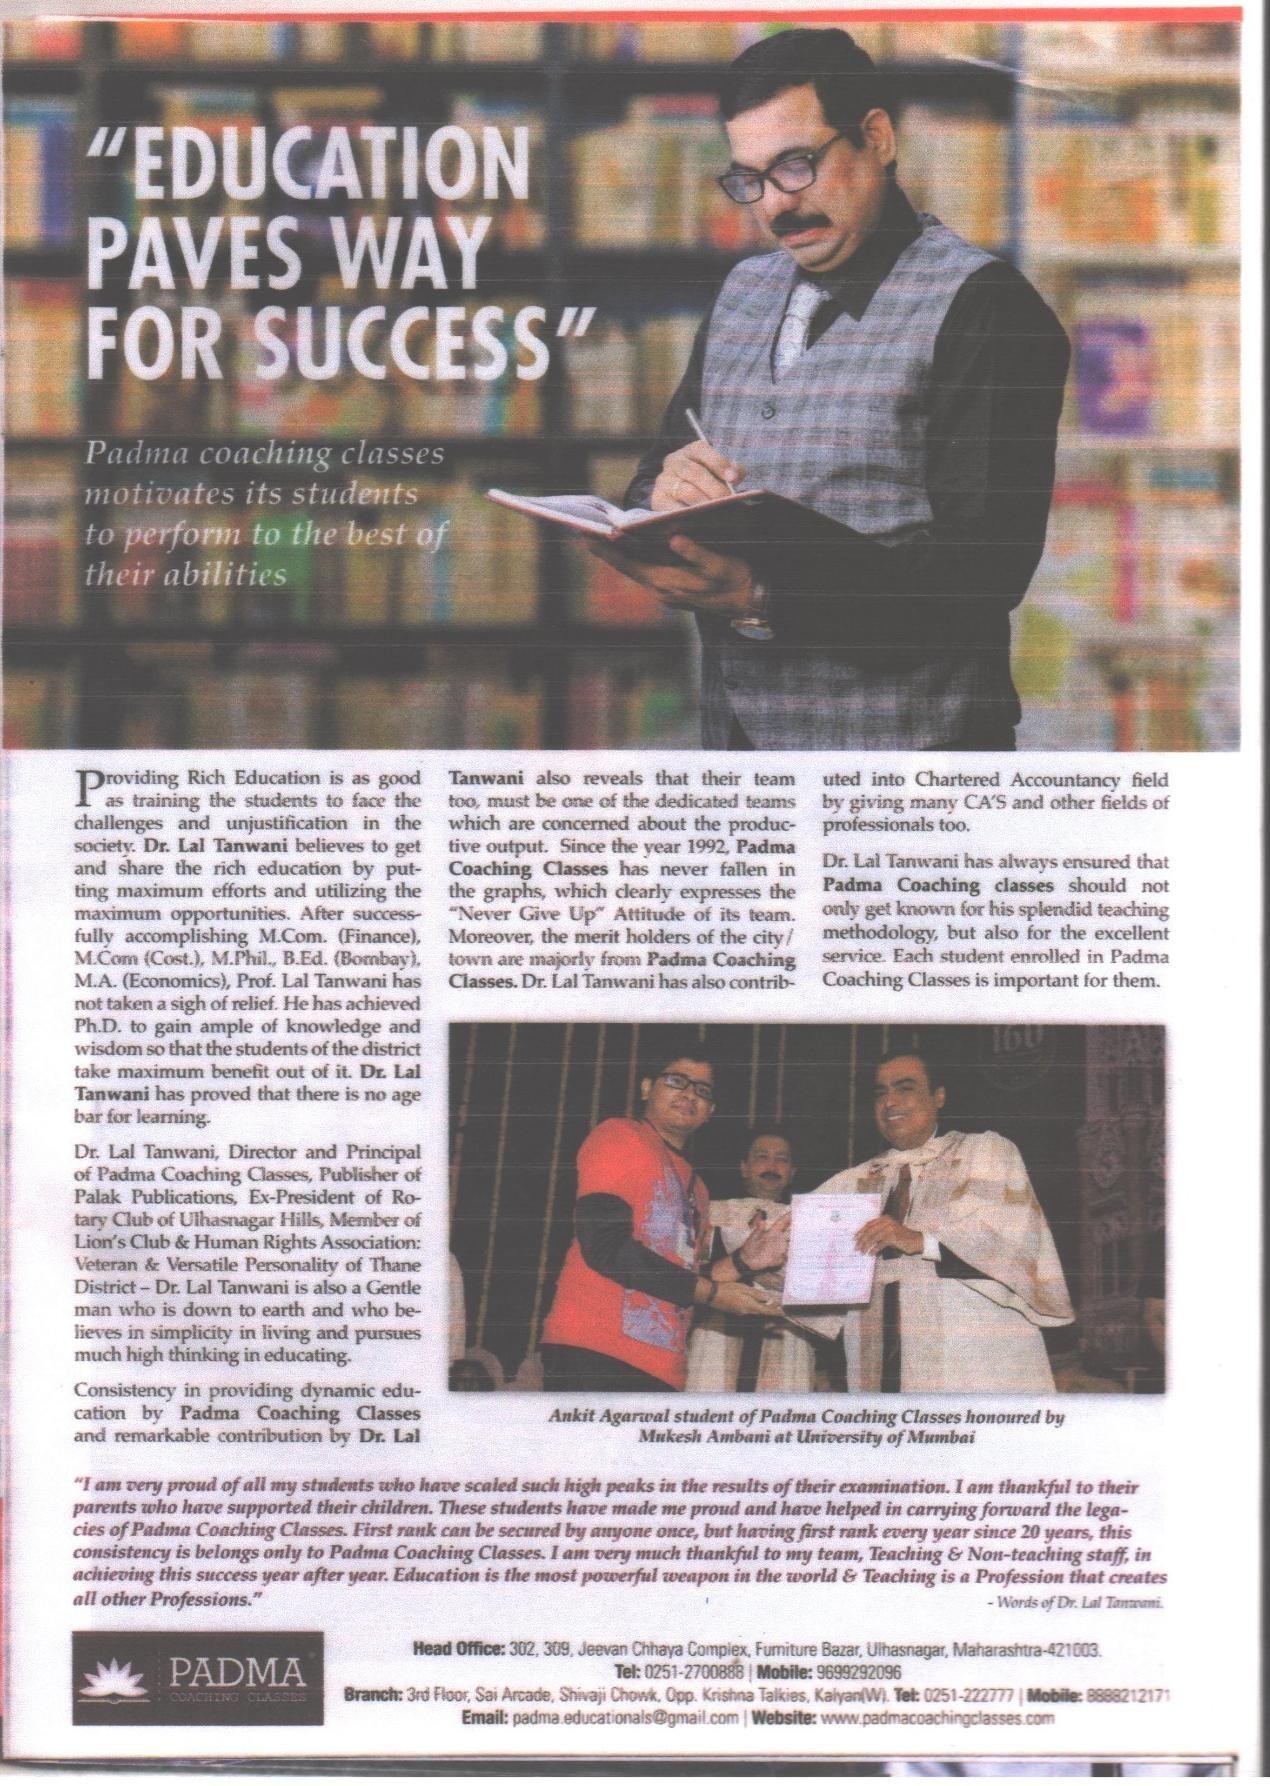 "EDUCATION
PAVES WAY
FOR SUCCESS"
Padma coaching classes
motivates its students
to perform to the best of
their abilities
Providing Rich Education is as good
as training the students to face the
challenges and unjustification in the
society. Dr. Lal Tanwani believes to get
and share the rich education by put-
ting maximum efforts and utilizing the
maximum opportunities. After success-
fully accomplishing M.Com. (Finance),
M.Com (Cost.), M.Phil., B.Ed. (Bombay),
M.A. (Economics), Prof. Lal Tanwani has
not taken a sigh of relief. He has achieved
Ph.D. to gain ample of knowledge and
wisdom so that the students of the district
take maximum benefit out of it. Dr. Lal
Tanwani has proved that there is no age
bar for learning.
Dr. Lal Tanwani, Director and Principal
of Padma Coaching Classes, Publisher of
Palak Publications, Ex-President of Ro-
tary Club of Ulhasnagar Hills, Member of
Lion's Club & Human Rights Association:
Veteran & Versatile Personality of Thane
District – Dr. Lal Tanwani is also a Gentle
man who is down to earth and who be-
lieves in simplicity in living and pursues
much high thinking in educating.
Consistency in providing dynamic edu-
cation by Padma Coaching Classes
and remarkable contribution by Dr. Lal
Tanwani also reveals that their team
too, must be one of the dedicated teams
which are concerned about the produc-
tive output. Since the year 1992, Padma
Coaching Classes has never fallen in
the graphs, which clearly expresses the
"Never Give Up" Attitude of its team.
Moreover, the merit holders of the city/
town are majorly from Padma Coaching
Classes. Dr. Lal Tanwani has also contrib-
uted into Chartered Accountancy field
by giving many CA'S and other fields of
professionals too.
Dr. Lal Tanwani has always ensured that
Padma Coaching classes should not
only get known for his splendid teaching
methodology, but also for the excellent
service. Each student enrolled in Padma
Coaching Classes is important for them.
160
Ankit Agarwal student of Padma Coaching Classes honoured by
Mukesh Ambani at University of Mumbai
"I am very proud of all my students who have scaled such high peaks in the results of their examination. I am thankful to their
parents who have supported their children. These students have made me proud and have helped in carrying forward the lega-
cies of Padma Coaching Classes. First rank can be secured by anyone once, but having first rank every year since 20 years, this
consistency is belongs only to Padma Coaching Classes. I am very much thankful to my team, Teaching & Non-teaching staff, in
achieving this success year after year. Education is the most powerful weapon in the world & Teaching is a Profession that creates
all other Professions."
- Words of Dr. Lal Tanwani.
PADMA
COACHING CLASSES
Head Office: 302, 309, Jeevan Chhaya Complex, Furniture Bazar, Ulhasnagar, Maharashtra-421003.
Tel: 0251-2700888 | Mobile: 9699292096
Branch: 3rd Floor, Sai Arcade, Shivaji Chowk, Opp. Krishna Talkies, Kalyan(W). Tel: 0251-222777 | Mobile: 8888212171
Email: padma.educationals@gmail.com | Website: www.padmacoachingclasses.com